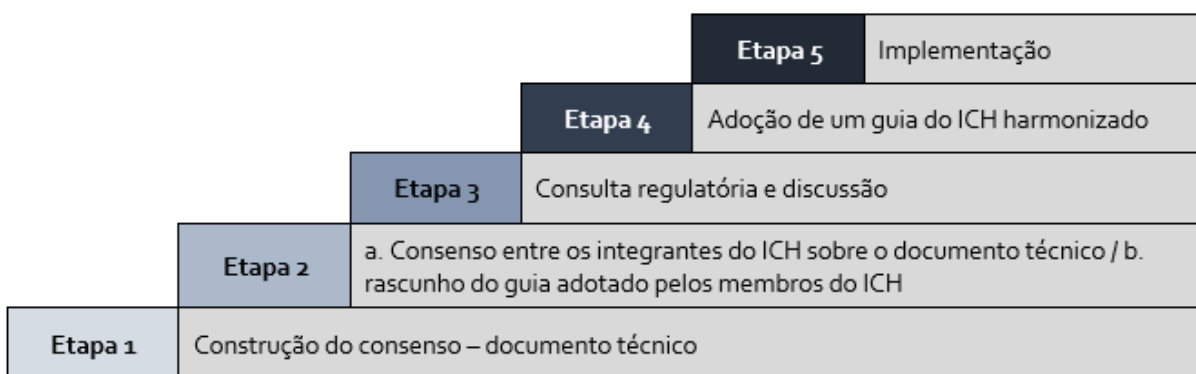 Etapa 5 Implementação
Etapa 4 Adoção de um guia do ICH harmonizado
Etapa 3 Consulta regulatória e discussão
Etapa 2 a. Consenso entre os integrantes do ICH sobre o documento técnico / b.
rascunho do guia adotado pelos membros do ICH
Etapa 1 Construção do consenso – documento técnico